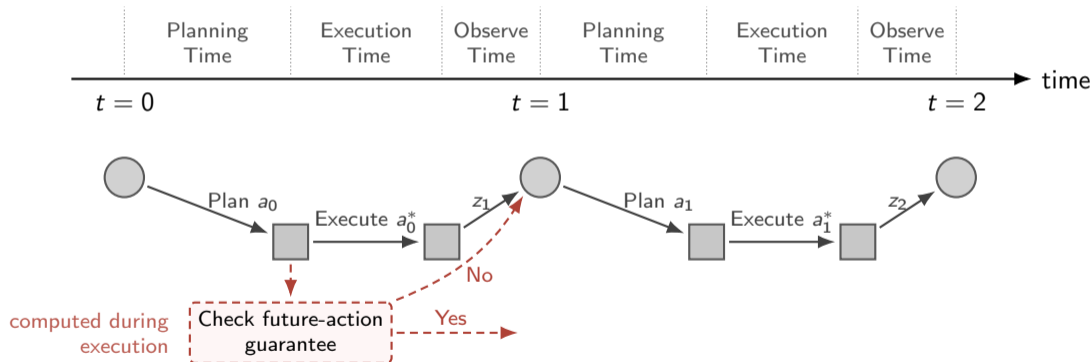 Planning Time
Execution Time
Observe Time
Planning Time
Execution Time
Observe Time
time
t = 0
t = 1
t = 2
Plan a₀
Execute a₀*
z₁
Plan a₁
Execute a₁*
z₂
No
computed during
execution
Check future-action
guarantee
Yes